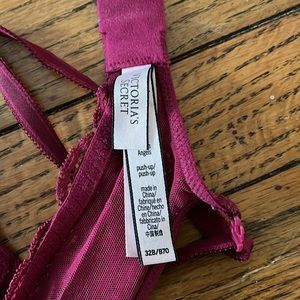 VICTORIA'S
SECRET
Angels
push-up/
push-up
made in
China/
fabriqué en
Chine/hecho
en China/
fabbricato in
Cina/
中国制造
32B/B70